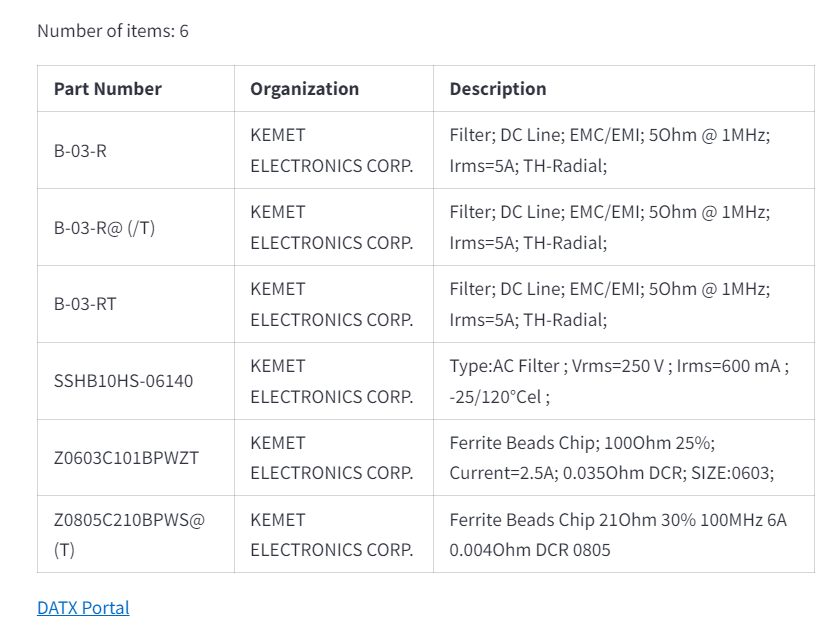 Number of items: 6
Part Number Organization Description
B-03-R
KEMET
ELECTRONICS CORP.
Filter; DC Line; EMC/EMI; 5Ohm @ 1MHz;
Irms=5A; TH-Radial;
B-03-R@ (/T)
KEMET
ELECTRONICS CORP.
Filter; DC Line; EMC/EMI; 5Ohm @ 1MHz;
Irms=5A; TH-Radial;
B-03-RT
KEMET
ELECTRONICS CORP.
Filter; DC Line; EMC/EMI; 5Ohm @ 1MHz;
Irms=5A; TH-Radial;
SSHB10HS-06140
KEMET
ELECTRONICS CORP.
Type:AC Filter ; Vrms=250 V ; Irms=600 mA ;
-25/120°Cel ;
Z0603C101BPWZT
KEMET
ELECTRONICS CORP.
Ferrite Beads Chip; 100Ohm 25%;
Current=2.5A; 0.035Ohm DCR; SIZE:0603;
Z0805C210BPWS@
(T)
KEMET
ELECTRONICS CORP.
Ferrite Beads Chip 21Ohm 30% 100MHz 6A
0.004Ohm DCR 0805
DATX Portal